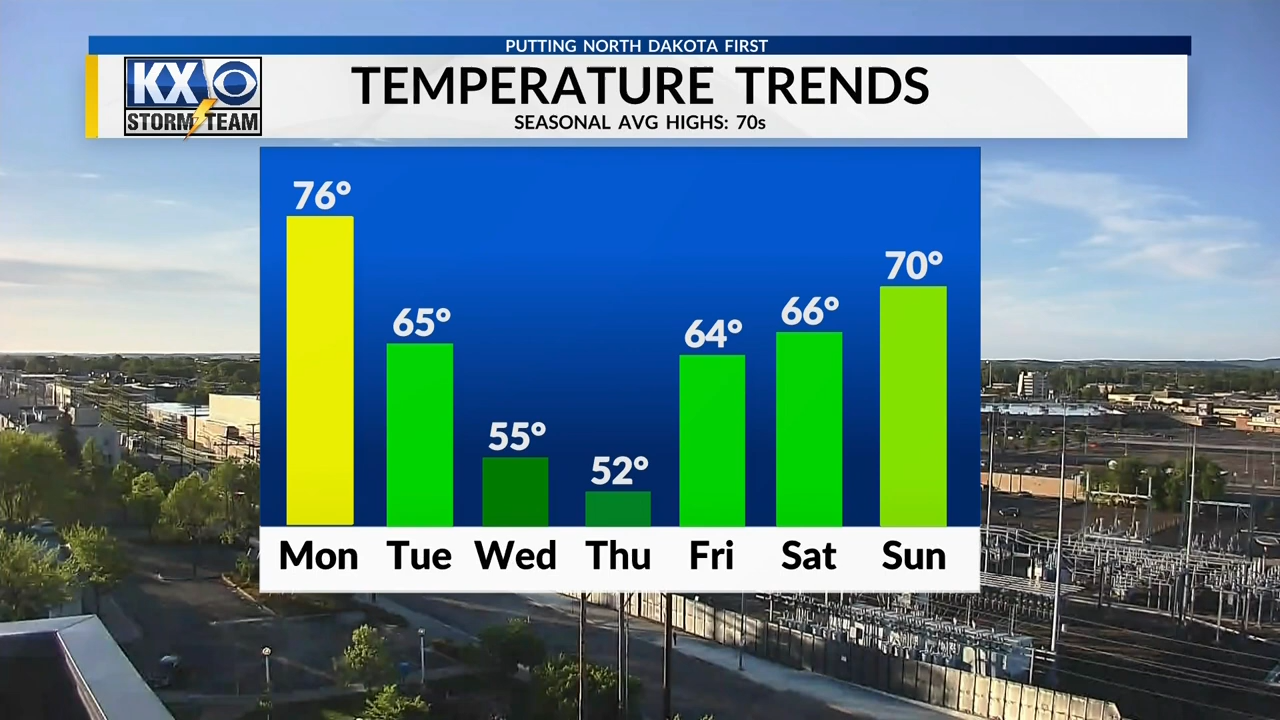 PUTTING NORTH DAKOTA FIRST
KX
STORM TEAM
TEMPERATURE TRENDS
SEASONAL AVG HIGHS: 70s
76° 65° 55° 52° 64° 66° 70°
Mon Tue Wed Thu Fri Sat Sun